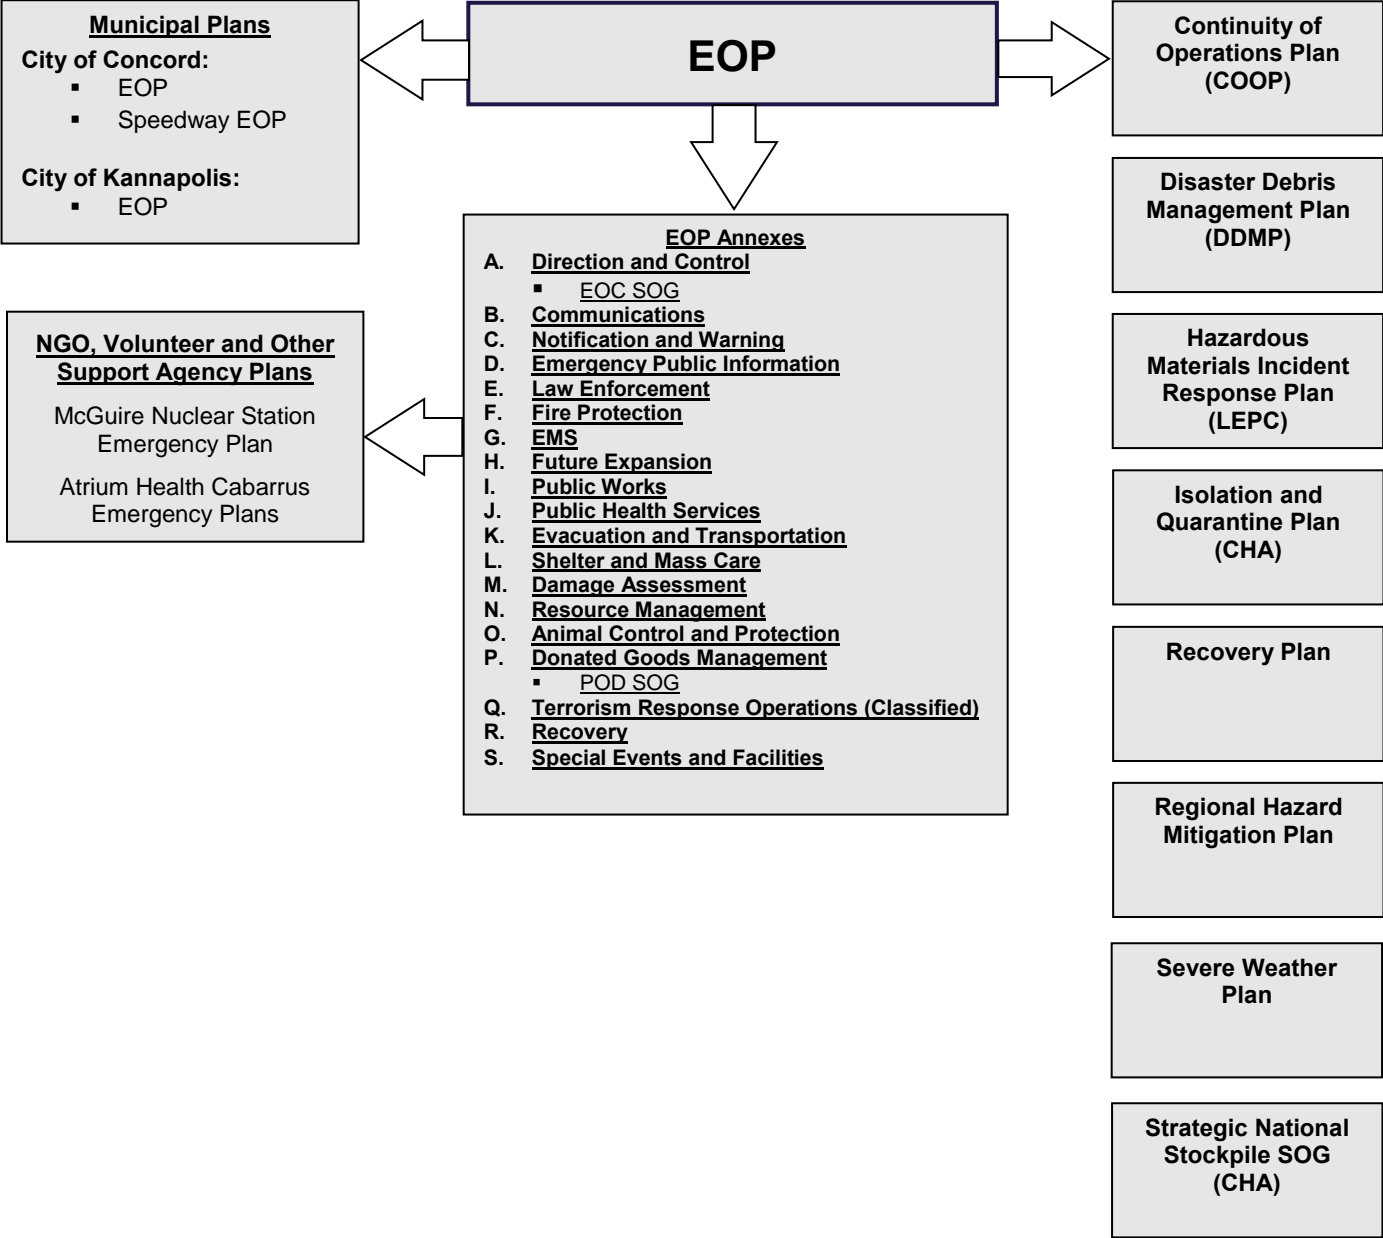 Municipal Plans
City of Concord:
▪ EOP
▪ Speedway EOP
City of Kannapolis:
▪ EOP
EOP
Continuity of
Operations Plan
(COOP)
Disaster Debris
Management Plan
(DDMP)
Hazardous
Materials Incident
Response Plan
(LEPC)
Isolation and
Quarantine Plan
(CHA)
Recovery Plan
Regional Hazard
Mitigation Plan
Severe Weather
Plan
Strategic National
Stockpile SOG
(CHA)
EOP Annexes
A. Direction and Control
▪ EOC SOG
B. Communications
C. Notification and Warning
D. Emergency Public Information
E. Law Enforcement
F. Fire Protection
G. EMS
H. Future Expansion
I. Public Works
J. Public Health Services
K. Evacuation and Transportation
L. Shelter and Mass Care
M. Damage Assessment
N. Resource Management
O. Animal Control and Protection
P. Donated Goods Management
▪ POD SOG
Q. Terrorism Response Operations (Classified)
R. Recovery
S. Special Events and Facilities
NGO, Volunteer and Other
Support Agency Plans
McGuire Nuclear Station
Emergency Plan
Atrium Health Cabarrus
Emergency Plans